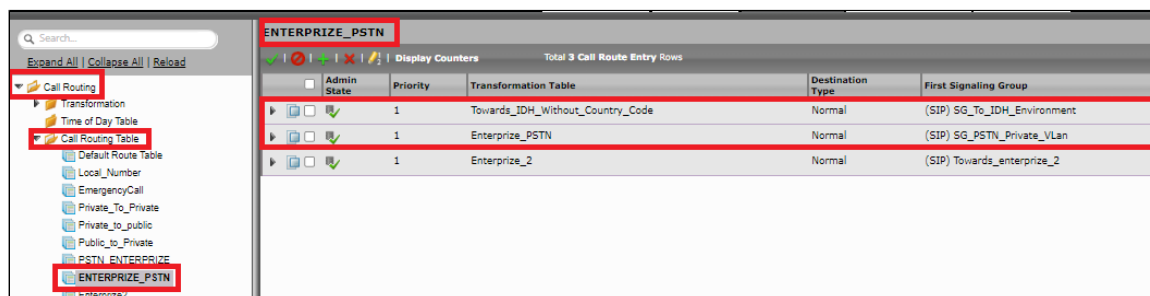 Search...
Expand All | Collapse All | Reload
Call Routing
Transformation
Time of Day Table
Call Routing Table
Default Route Table
Local_Number
EmergencyCall
Private_To_Private
Private_to_public
Public_to_Private
PSTN_ENTERPRIZE
ENTERPRIZE_PSTN
Enterprize2
ENTERPRIZE_PSTN
| Display Counters Total 3 Call Route Entry Rows
Admin State Priority Transformation Table Destination Type First Signaling Group
1 Towards_IDH_Without_Country_Code Normal (SIP) SG_To_IDH_Environment
1 Enterprize_PSTN Normal (SIP) SG_PSTN_Private_VLan
1 Enterprize_2 Normal (SIP) Towards_enterprize_2